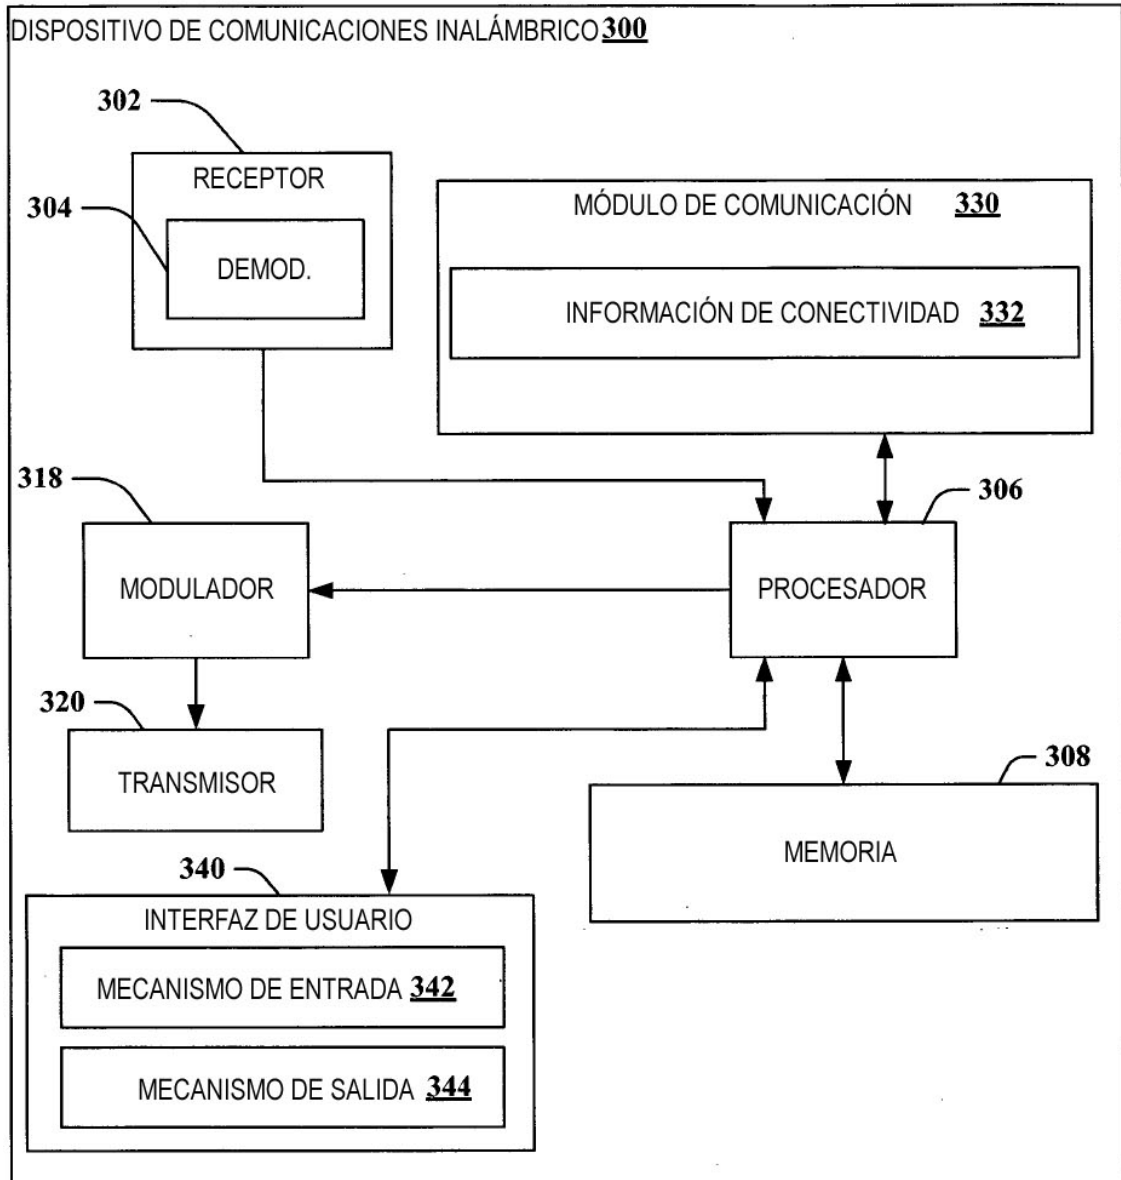 DISPOSITIVO DE COMUNICACIONES INALÁMBRICO 300
302
RECEPTOR
304
DEMOD.
MÓDULO DE COMUNICACIÓN 330
INFORMACIÓN DE CONECTIVIDAD 332
318
306
MODULADOR
PROCESADOR
320
TRANSMISOR
308
MEMORIA
340
INTERFAZ DE USUARIO
MECANISMO DE ENTRADA 342
MECANISMO DE SALIDA 344